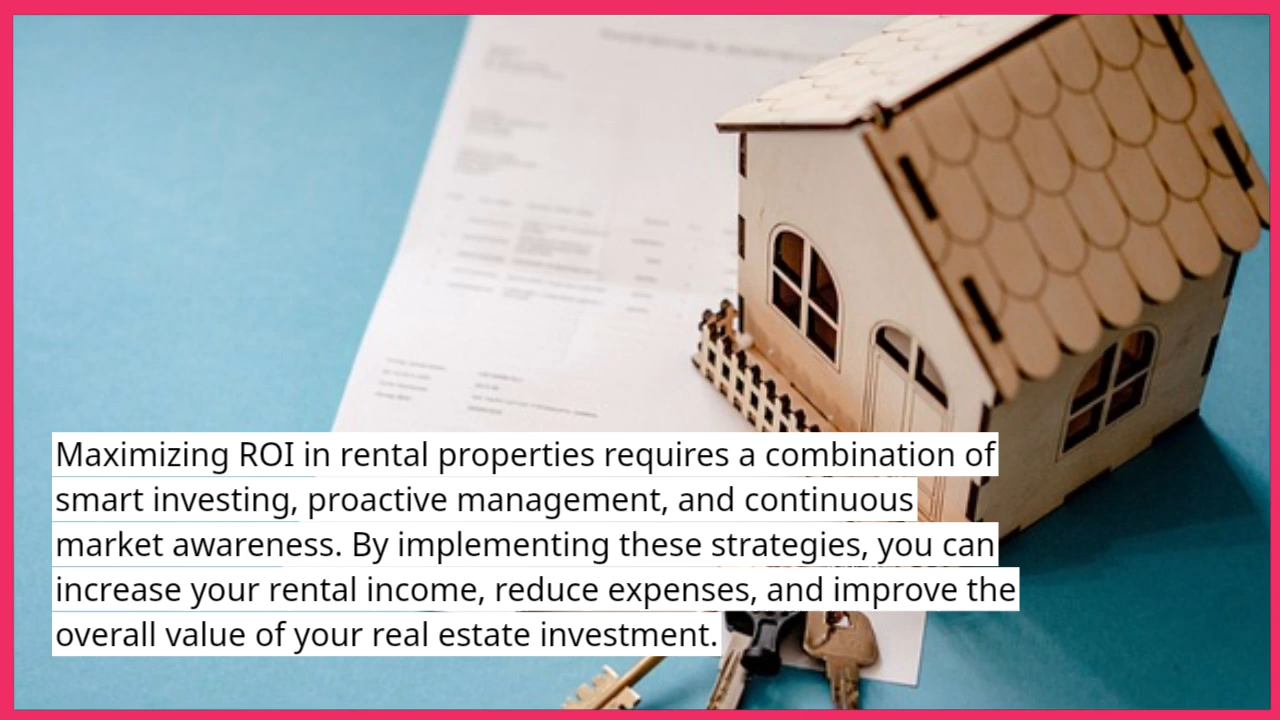 Maximizing ROI in rental properties requires a combination of
smart investing, proactive management, and continuous
market awareness. By implementing these strategies, you can
increase your rental income, reduce expenses, and improve the
overall value of your real estate investment.